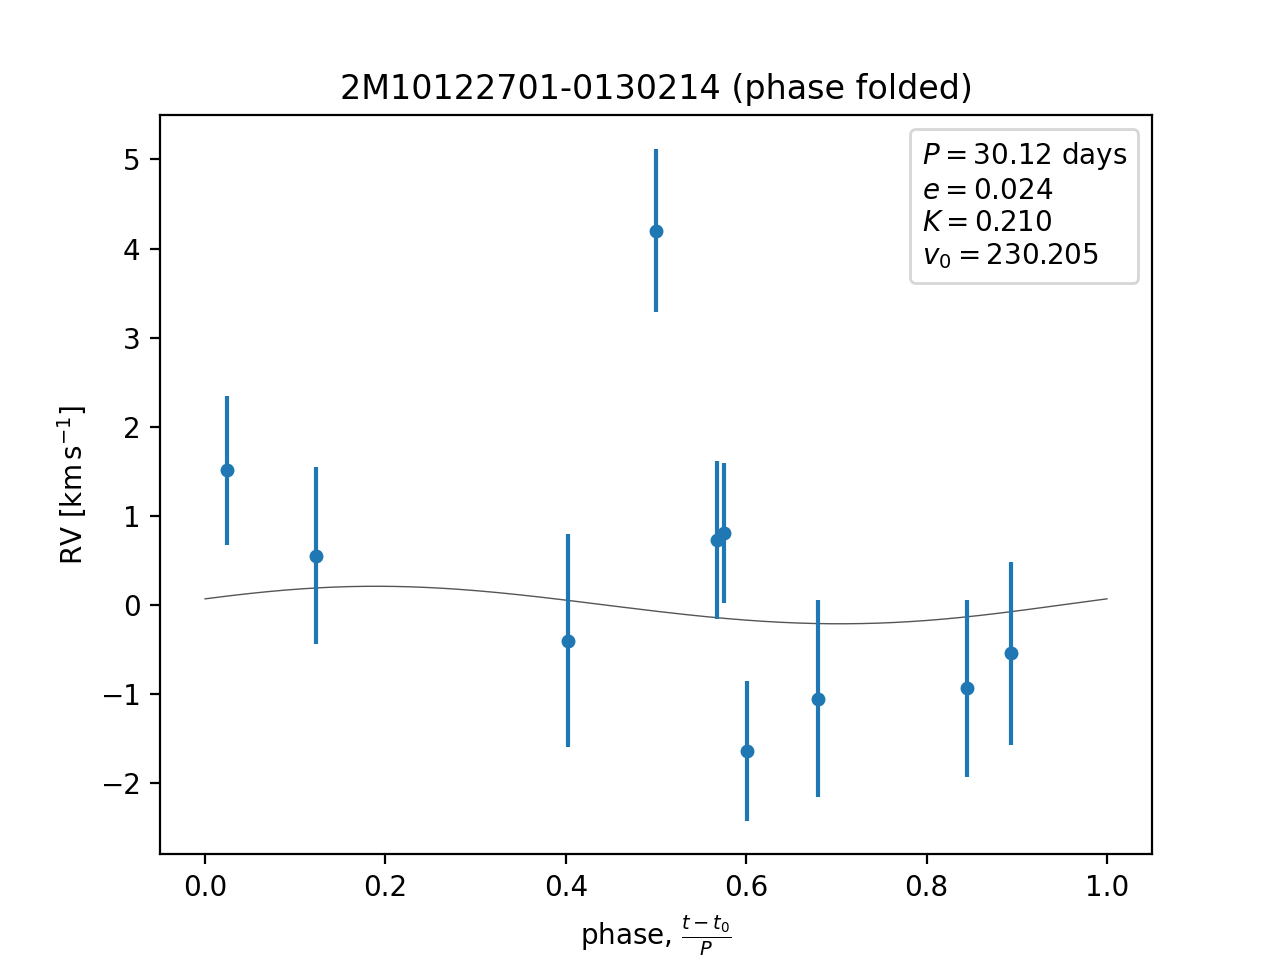 2M10122701-0130214 (phase folded)
P = 30.12 days
e = 0.024
K = 0.210
v₀ = 230.205
5
4
3
2
1
0
−1
−2
RV [km s⁻¹]
0.0 0.2 0.4 0.6 0.8 1.0
phase, (t − t₀)/P